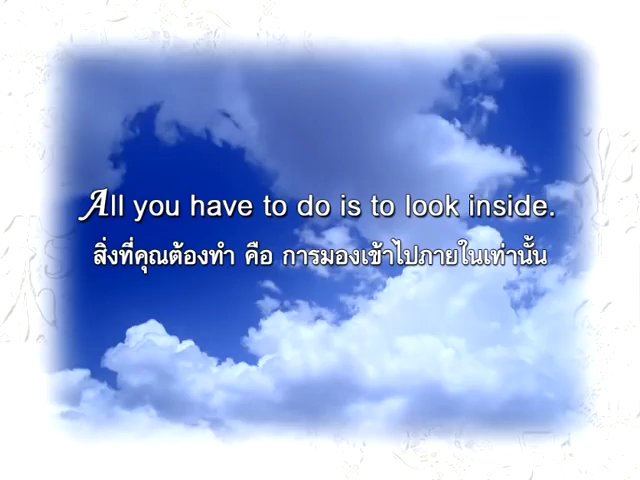 All you have to do is to look inside.
สิ่งที่คุณต้องทำ คือ การมองเข้าไปภายในเท่านั้น